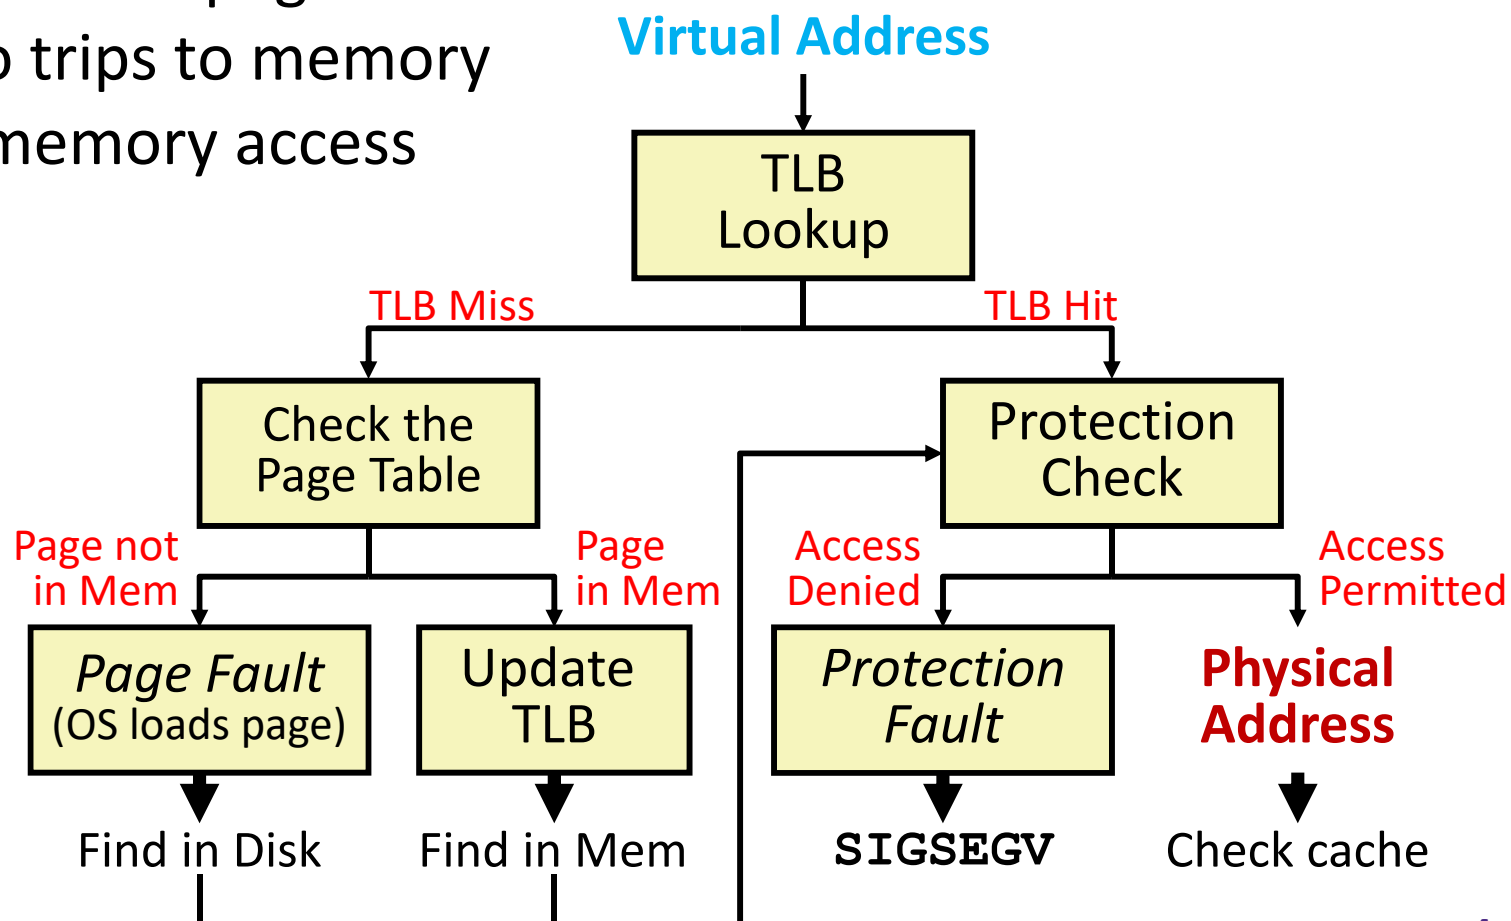 trips to memory
memory access
Virtual Address
TLB
Lookup
TLB Miss
TLB Hit
Check the
Page Table
Protection
Check
Page not
in Mem
Page
in Mem
Access
Denied
Access
Permitted
Page Fault
(OS loads page)
Update
TLB
Protection
Fault
Physical
Address
Find in Disk
Find in Mem
SIGSEGV
Check cache